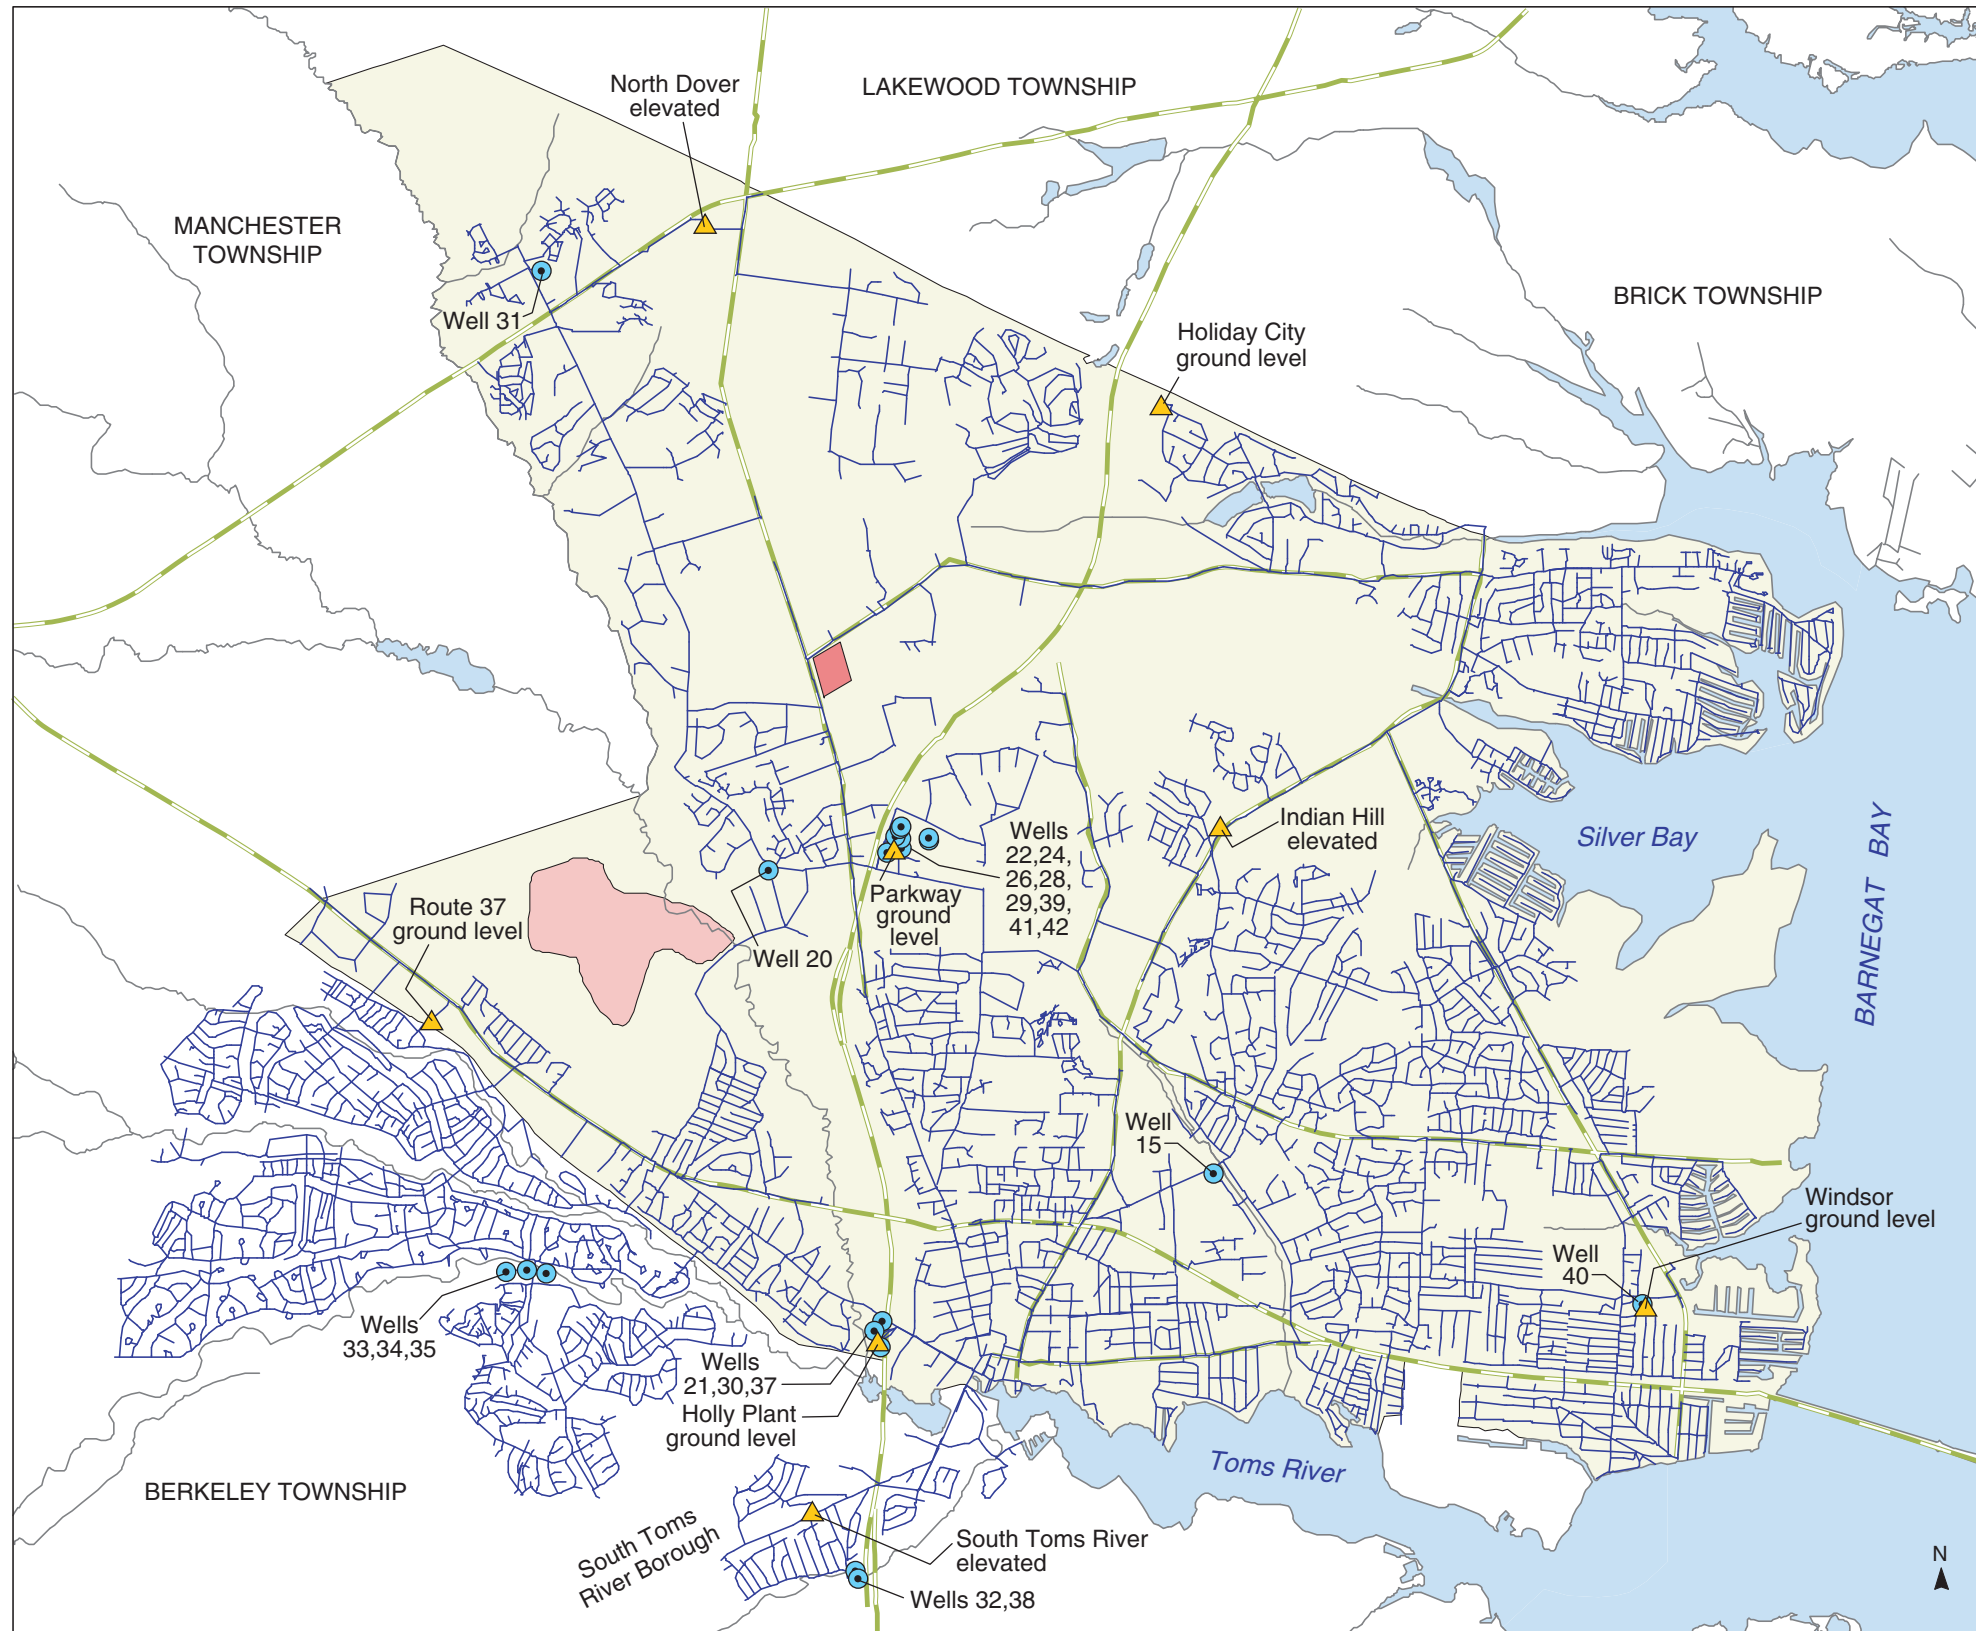 North Dover
elevated
LAKEWOOD TOWNSHIP
MANCHESTER
TOWNSHIP
BRICK TOWNSHIP
Well 31
Holiday City
ground level
Indian Hill
elevated
Silver Bay
BARNEGAT BAY
Wells
22,24,
26,28,
29,39,
41,42
Parkway
ground
level
Route 37
ground level
Well 20
Well
15
Windsor
ground level
Well
40
Wells
33,34,35
Wells
21,30,37
Holly Plant
ground level
Toms River
BERKELEY TOWNSHIP
South Toms
River Borough
South Toms River
elevated
Wells 32,38
N